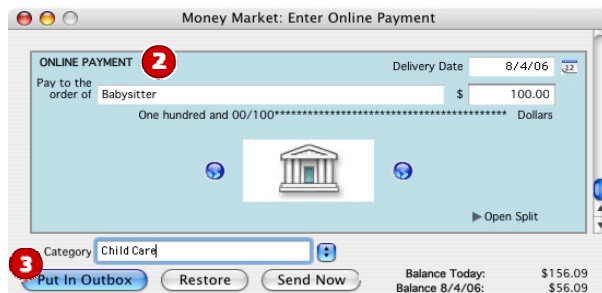 Money Market: Enter Online Payment
ONLINE PAYMENT 2
Delivery Date 8/4/06 12
Pay to the
order of Babysitter $ 100.00
One hundred and 00/100***************************************** Dollars
Open Split
Category Child Care
3
Put In Outbox Restore Send Now
Balance Today: $156.09
Balance 8/4/06: $56.09